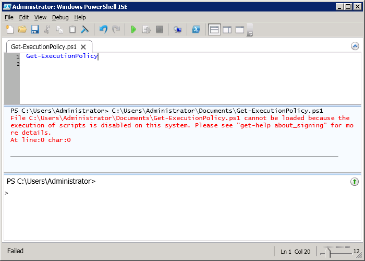 Administrator: Windows PowerShell ISE
File Edit View Debug Help
Get-ExecutionPolicy.ps1 X
1 Get-ExecutionPolicy
2
PS C:\Users\Administrator> C:\Users\Administrator\Documents\Get-ExecutionPolicy.ps1
File C:\Users\Administrator\Documents\Get-ExecutionPolicy.ps1 cannot be loaded because the
execution of scripts is disabled on this system. Please see "get-help about_signing" for mo
re details.
At line:0 char:0
PS C:\Users\Administrator>
>
Failed Ln 1 Col 20 12